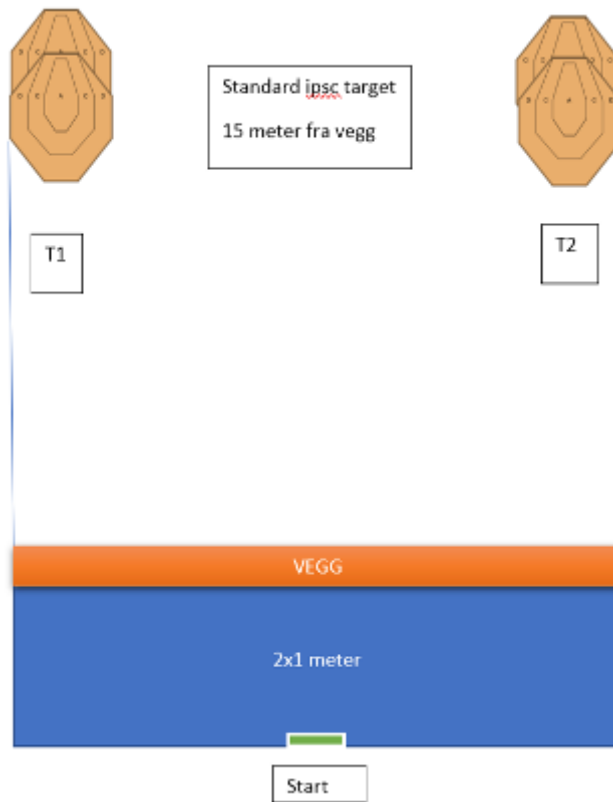 Standard ipsc target
15 meter fra vegg
T1
T2
VEGG
2x1 meter
Start